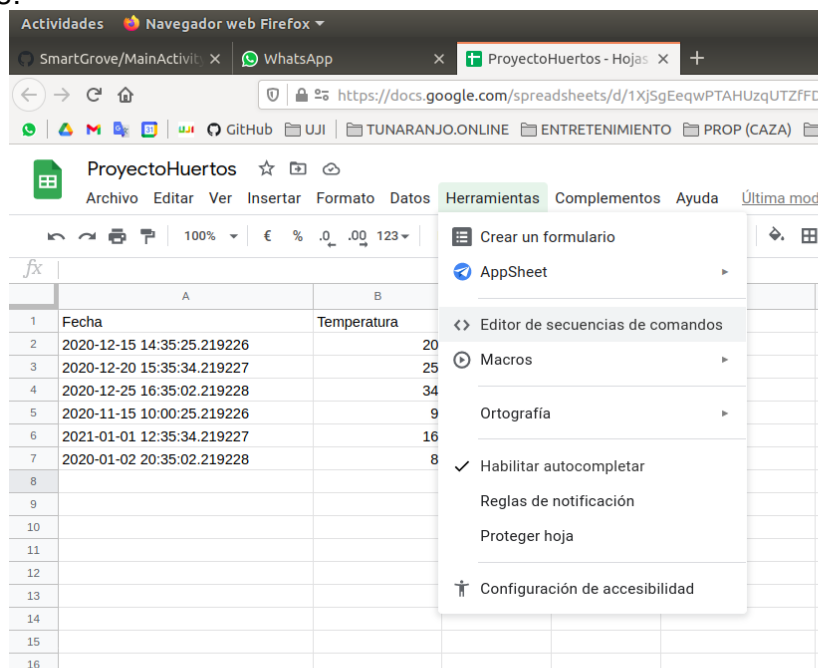 Actividades Navegador web Firefox
SmartGrove/MainActivity WhatsApp ProyectoHuertos - Hojas
https://docs.google.com/spreadsheets/d/1XjSgEeqwPTAHUzqUTZfFD
GitHub UJI TUNARANJO.ONLINE ENTRETENIMIENTO PROP (CAZA)
ProyectoHuertos
Archivo Editar Ver Insertar Formato Datos Herramientas Complementos Ayuda Última mod
100% € % .0 .00 123
fx
A B
1 Fecha Temperatura
2 2020-12-15 14:35:25.219226 20
3 2020-12-20 15:35:34.219227 25
4 2020-12-25 16:35:02.219228 34
5 2020-11-15 10:00:25.219226 9
6 2021-01-01 12:35:34.219227 16
7 2020-01-02 20:35:02.219228 8
8
9
10
11
12
13
14
15
16
Crear un formulario
AppSheet
Editor de secuencias de comandos
Macros
Ortografía
Habilitar autocompletar
Reglas de notificación
Proteger hoja
Configuración de accesibilidad